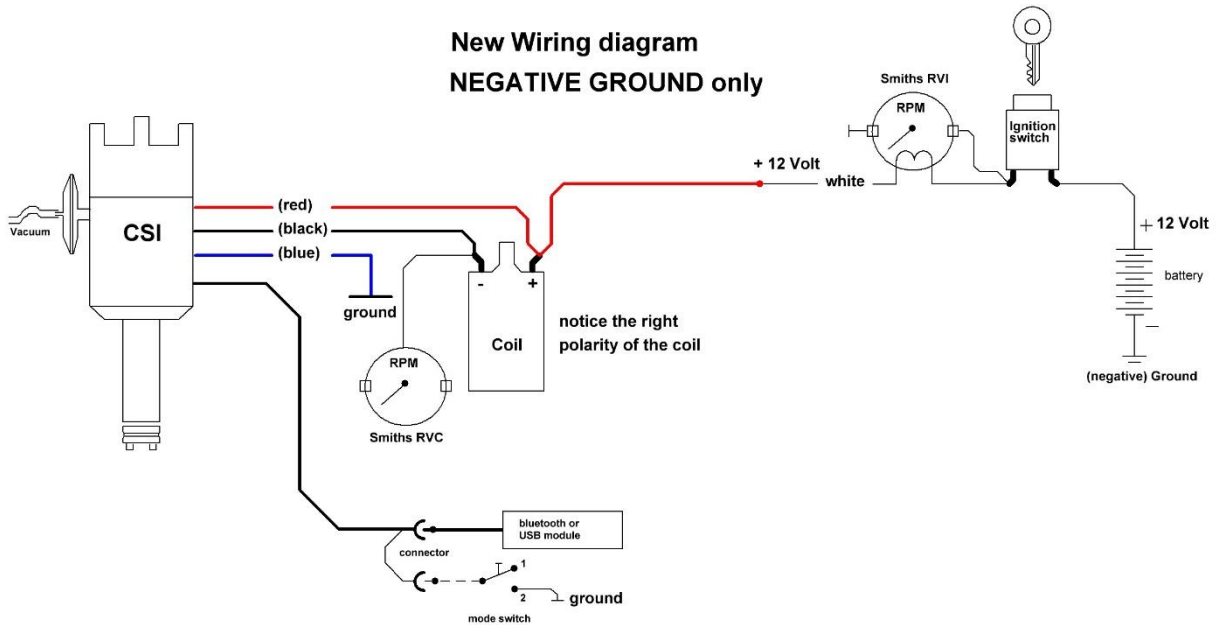 New Wiring diagram
NEGATIVE GROUND only
Smiths RVI
RPM
Ignition
switch
+ 12 Volt
white
+ 12 Volt
battery
−
(negative) Ground
Vacuum
CSI
(red)
(black)
(blue)
ground
- +
Coil
notice the right
polarity of the coil
RPM
Smiths RVC
bluetooth or
USB module
connector
1
2
ground
mode switch